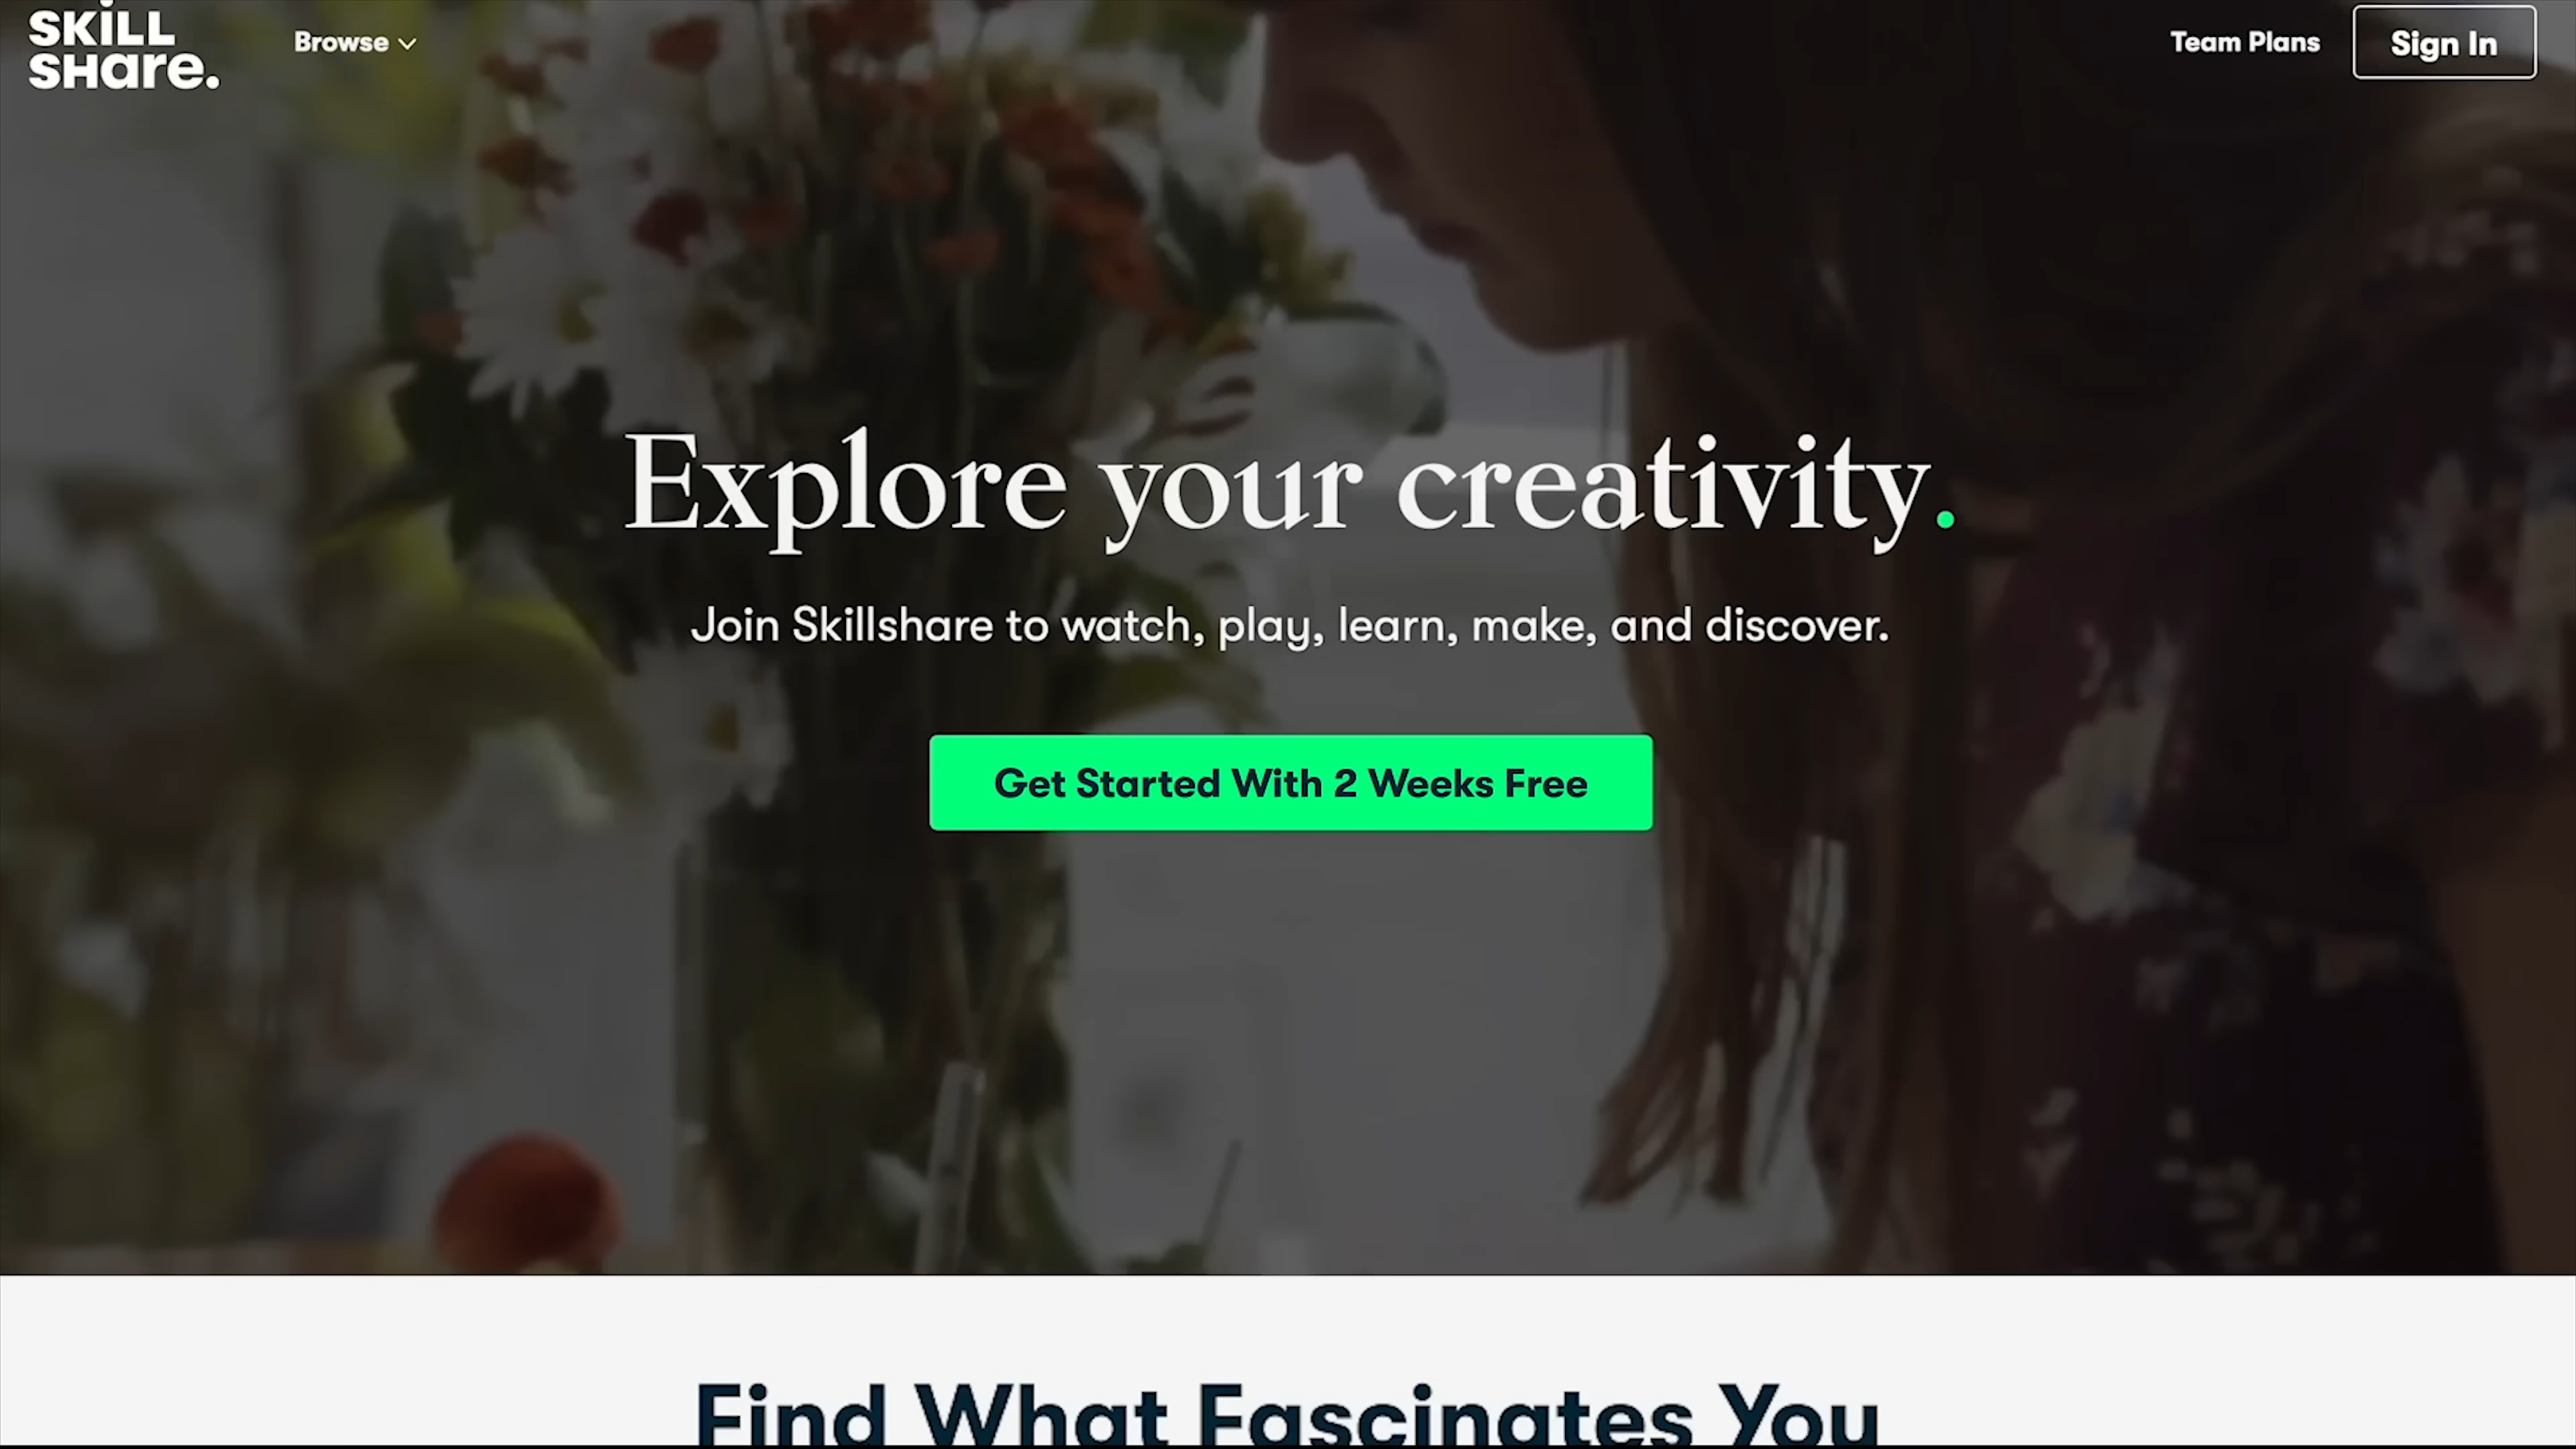 SKiLL
SHare.
Browse
Team Plans
Sign In
Explore your creativity.
Join Skillshare to watch, play, learn, make, and discover.
Get Started With 2 Weeks Free
Find What Fascinates You